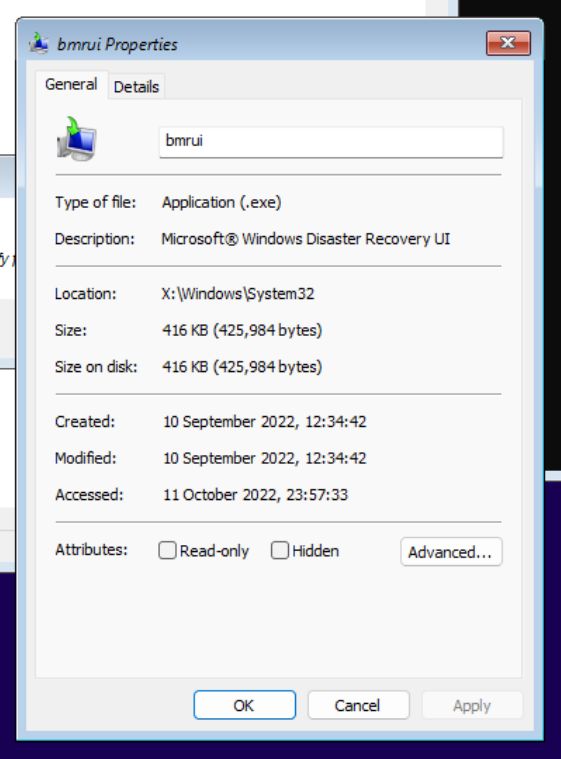 bmrui Properties
General Details
bmrui
Type of file: Application (.exe)
Description: Microsoft® Windows Disaster Recovery UI
Location: X:\Windows\System32
Size: 416 KB (425,984 bytes)
Size on disk: 416 KB (425,984 bytes)
Created: 10 September 2022, 12:34:42
Modified: 10 September 2022, 12:34:42
Accessed: 11 October 2022, 23:57:33
Attributes: Read-only Hidden Advanced...
OK Cancel Apply